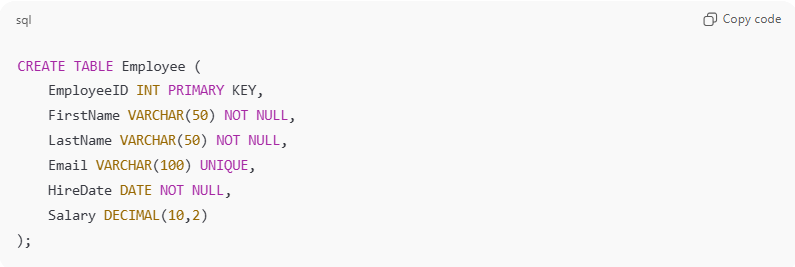 sql
Copy code
CREATE TABLE Employee (
    EmployeeID INT PRIMARY KEY,
    FirstName VARCHAR(50) NOT NULL,
    LastName VARCHAR(50) NOT NULL,
    Email VARCHAR(100) UNIQUE,
    HireDate DATE NOT NULL,
    Salary DECIMAL(10,2)
);